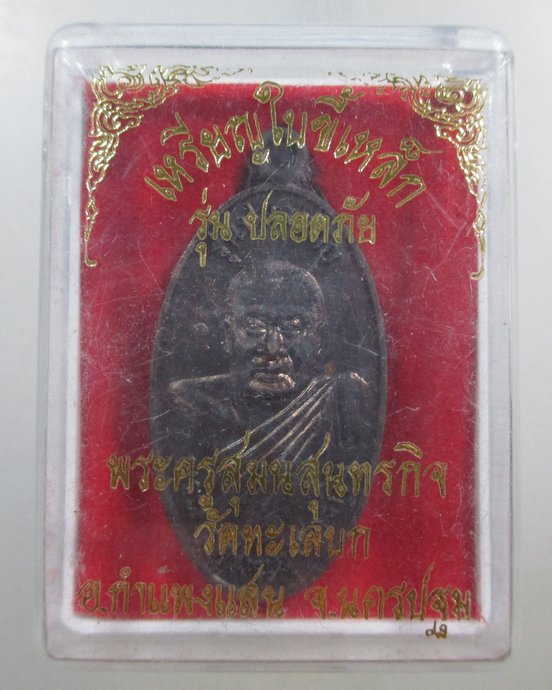 เหรียญใบขี้เหล็ก
รุ่น ปลอดภัย
พระครูสุมนสุนทรกิจ
วัดทะเลบก
อ.กำแพงแสน จ.นครปฐม